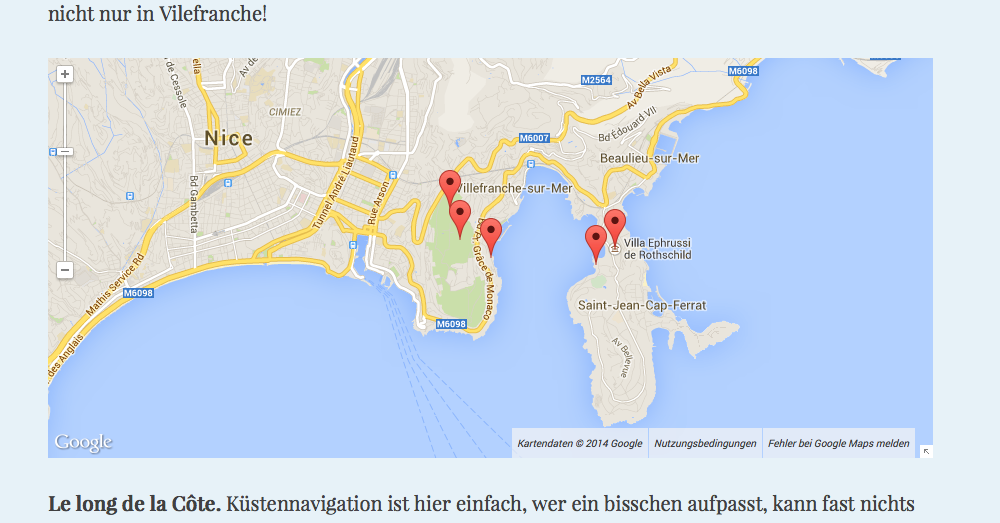 nicht nur in Vilefranche!
de Cessole
M2564
M6098
Av Bella Vista
CIMIEZ
Nice
M6007
Bd Édouard VII
Beaulieu-sur-Mer
Tunnel André Liautaud
Bd Gambetta
Rue Arson
Villefranche-sur-Mer
Villa Ephrussi
de Rothschild
Grâce de Monaco
Mathis Service Rd
M6098
Saint-Jean-Cap-Ferrat
M6098
des Anglais
Av Bellevue
Google
Kartendaten © 2014 Google
Nutzungsbedingungen
Fehler bei Google Maps melden
Le long de la Côte. Küstennavigation ist hier einfach, wer ein bisschen aufpasst, kann fast nichts